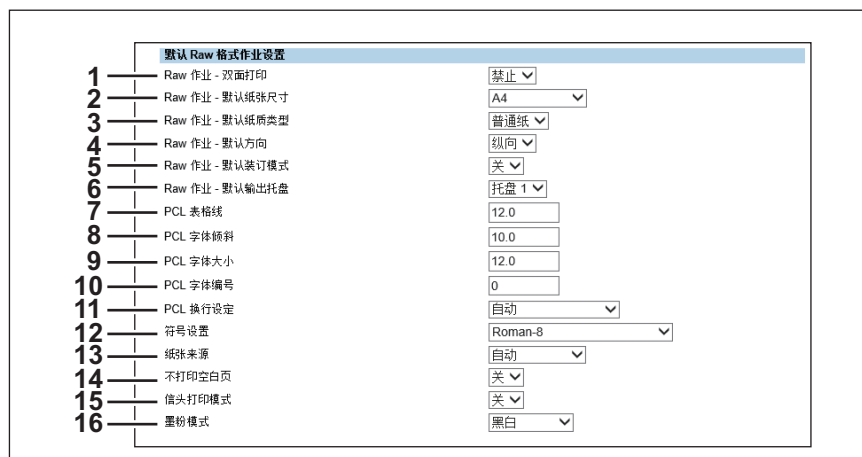 默认 Raw 格式作业设置
1 Raw 作业 - 双面打印 禁止
2 Raw 作业 - 默认纸张尺寸 A4
3 Raw 作业 - 默认纸质类型 普通纸
4 Raw 作业 - 默认方向 纵向
5 Raw 作业 - 默认装订模式 关
6 Raw 作业 - 默认输出托盘 托盘 1
7 PCL 表格线 12.0
8 PCL 字体倾斜 10.0
9 PCL 字体大小 12.0
10 PCL 字体编号 0
11 PCL 换行设定 自动
12 符号设置 Roman-8
13 纸张来源 自动
14 不打印空白页 关
15 信头打印模式 关
16 墨粉模式 黑白